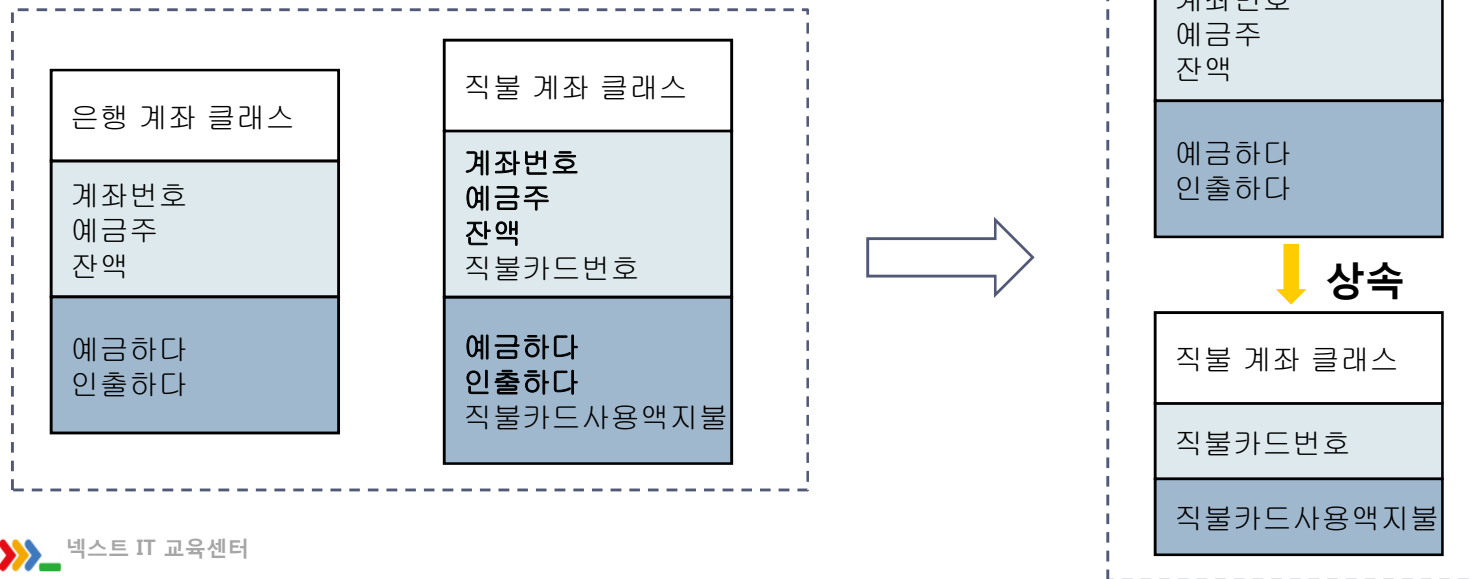 은행 계좌 클래스
계좌번호
예금주
잔액
예금하다
인출하다
직불 계좌 클래스
계좌번호
예금주
잔액
직불카드번호
예금하다
인출하다
직불카드사용액지불
계좌번호
예금주
잔액
예금하다
인출하다
상속
직불 계좌 클래스
직불카드번호
직불카드사용액지불
넥스트 IT 교육센터